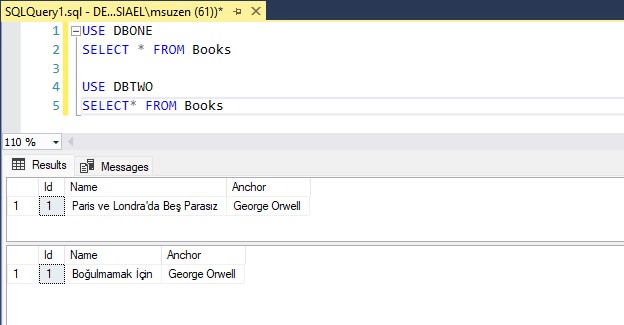 SQLQuery1.sql - DE...SIAEL\msuzen (61))*
1 USE DBONE
2 SELECT * FROM Books
3
4 USE DBTWO
5 SELECT* FROM Books
110 %
Results Messages
Id Name Anchor
1 1 Paris ve Londra'da Beş Parasız George Orwell
Id Name Anchor
1 1 Boğulmamak İçin George Orwell